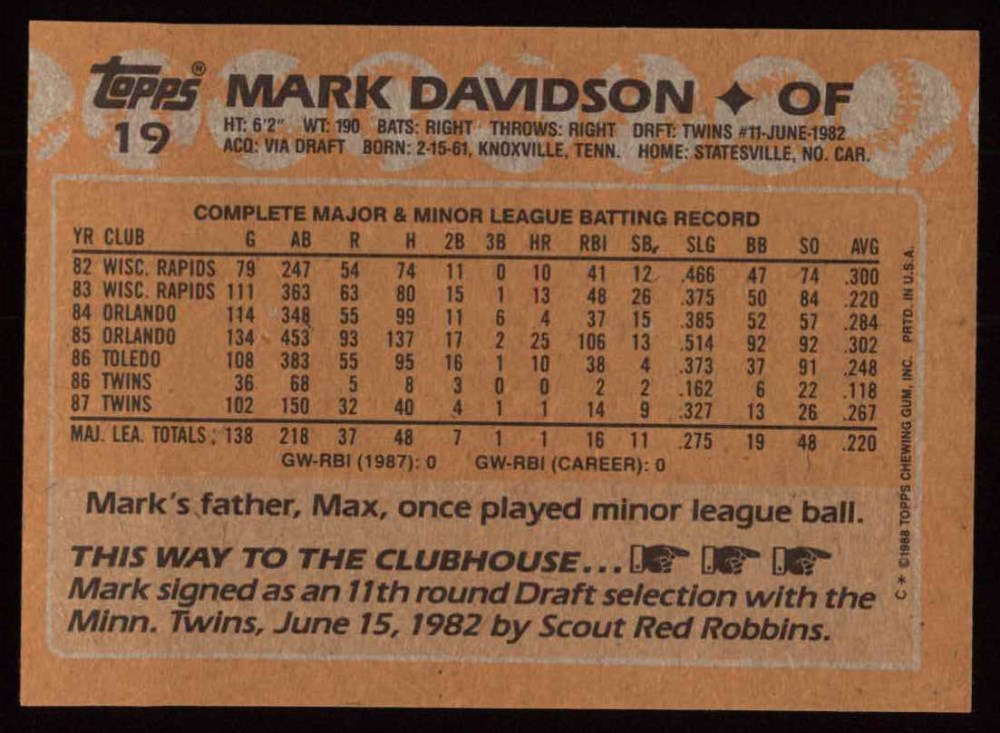 Topps® MARK DAVIDSON ✦ OF
19 HT: 6'2" WT: 190 BATS: RIGHT THROWS: RIGHT DRFT: TWINS #11-JUNE-1982
ACQ: VIA DRAFT BORN: 2-15-61, KNOXVILLE, TENN. HOME: STATESVILLE, NO. CAR.
COMPLETE MAJOR & MINOR LEAGUE BATTING RECORD
YR CLUB G AB R H 2B 3B HR RBI SB SLG BB SO AVG
82 WISC. RAPIDS 79 247 54 74 11 0 10 41 12 .466 47 74 .300
83 WISC. RAPIDS 111 363 63 80 15 1 13 48 26 .375 50 84 .220
84 ORLANDO 114 348 55 99 11 6 4 37 15 .385 52 57 .284
85 ORLANDO 134 453 93 137 17 2 25 106 13 .514 92 92 .302
86 TOLEDO 108 383 55 95 16 1 10 38 4 .373 37 91 .248
86 TWINS 36 68 5 8 3 0 0 2 2 .162 6 22 .118
87 TWINS 102 150 32 40 4 1 1 14 9 .327 13 26 .267
MAJ. LEA. TOTALS 138 218 37 48 7 1 1 16 11 .275 19 48 .220
GW-RBI (1987): 0 GW-RBI (CAREER): 0
Mark's father, Max, once played minor league ball.
THIS WAY TO THE CLUBHOUSE...
Mark signed as an 11th round Draft selection with the
Minn. Twins, June 15, 1982 by Scout Red Robbins.
C* ©1988 TOPPS CHEWING GUM, INC. PRTD. IN U.S.A.